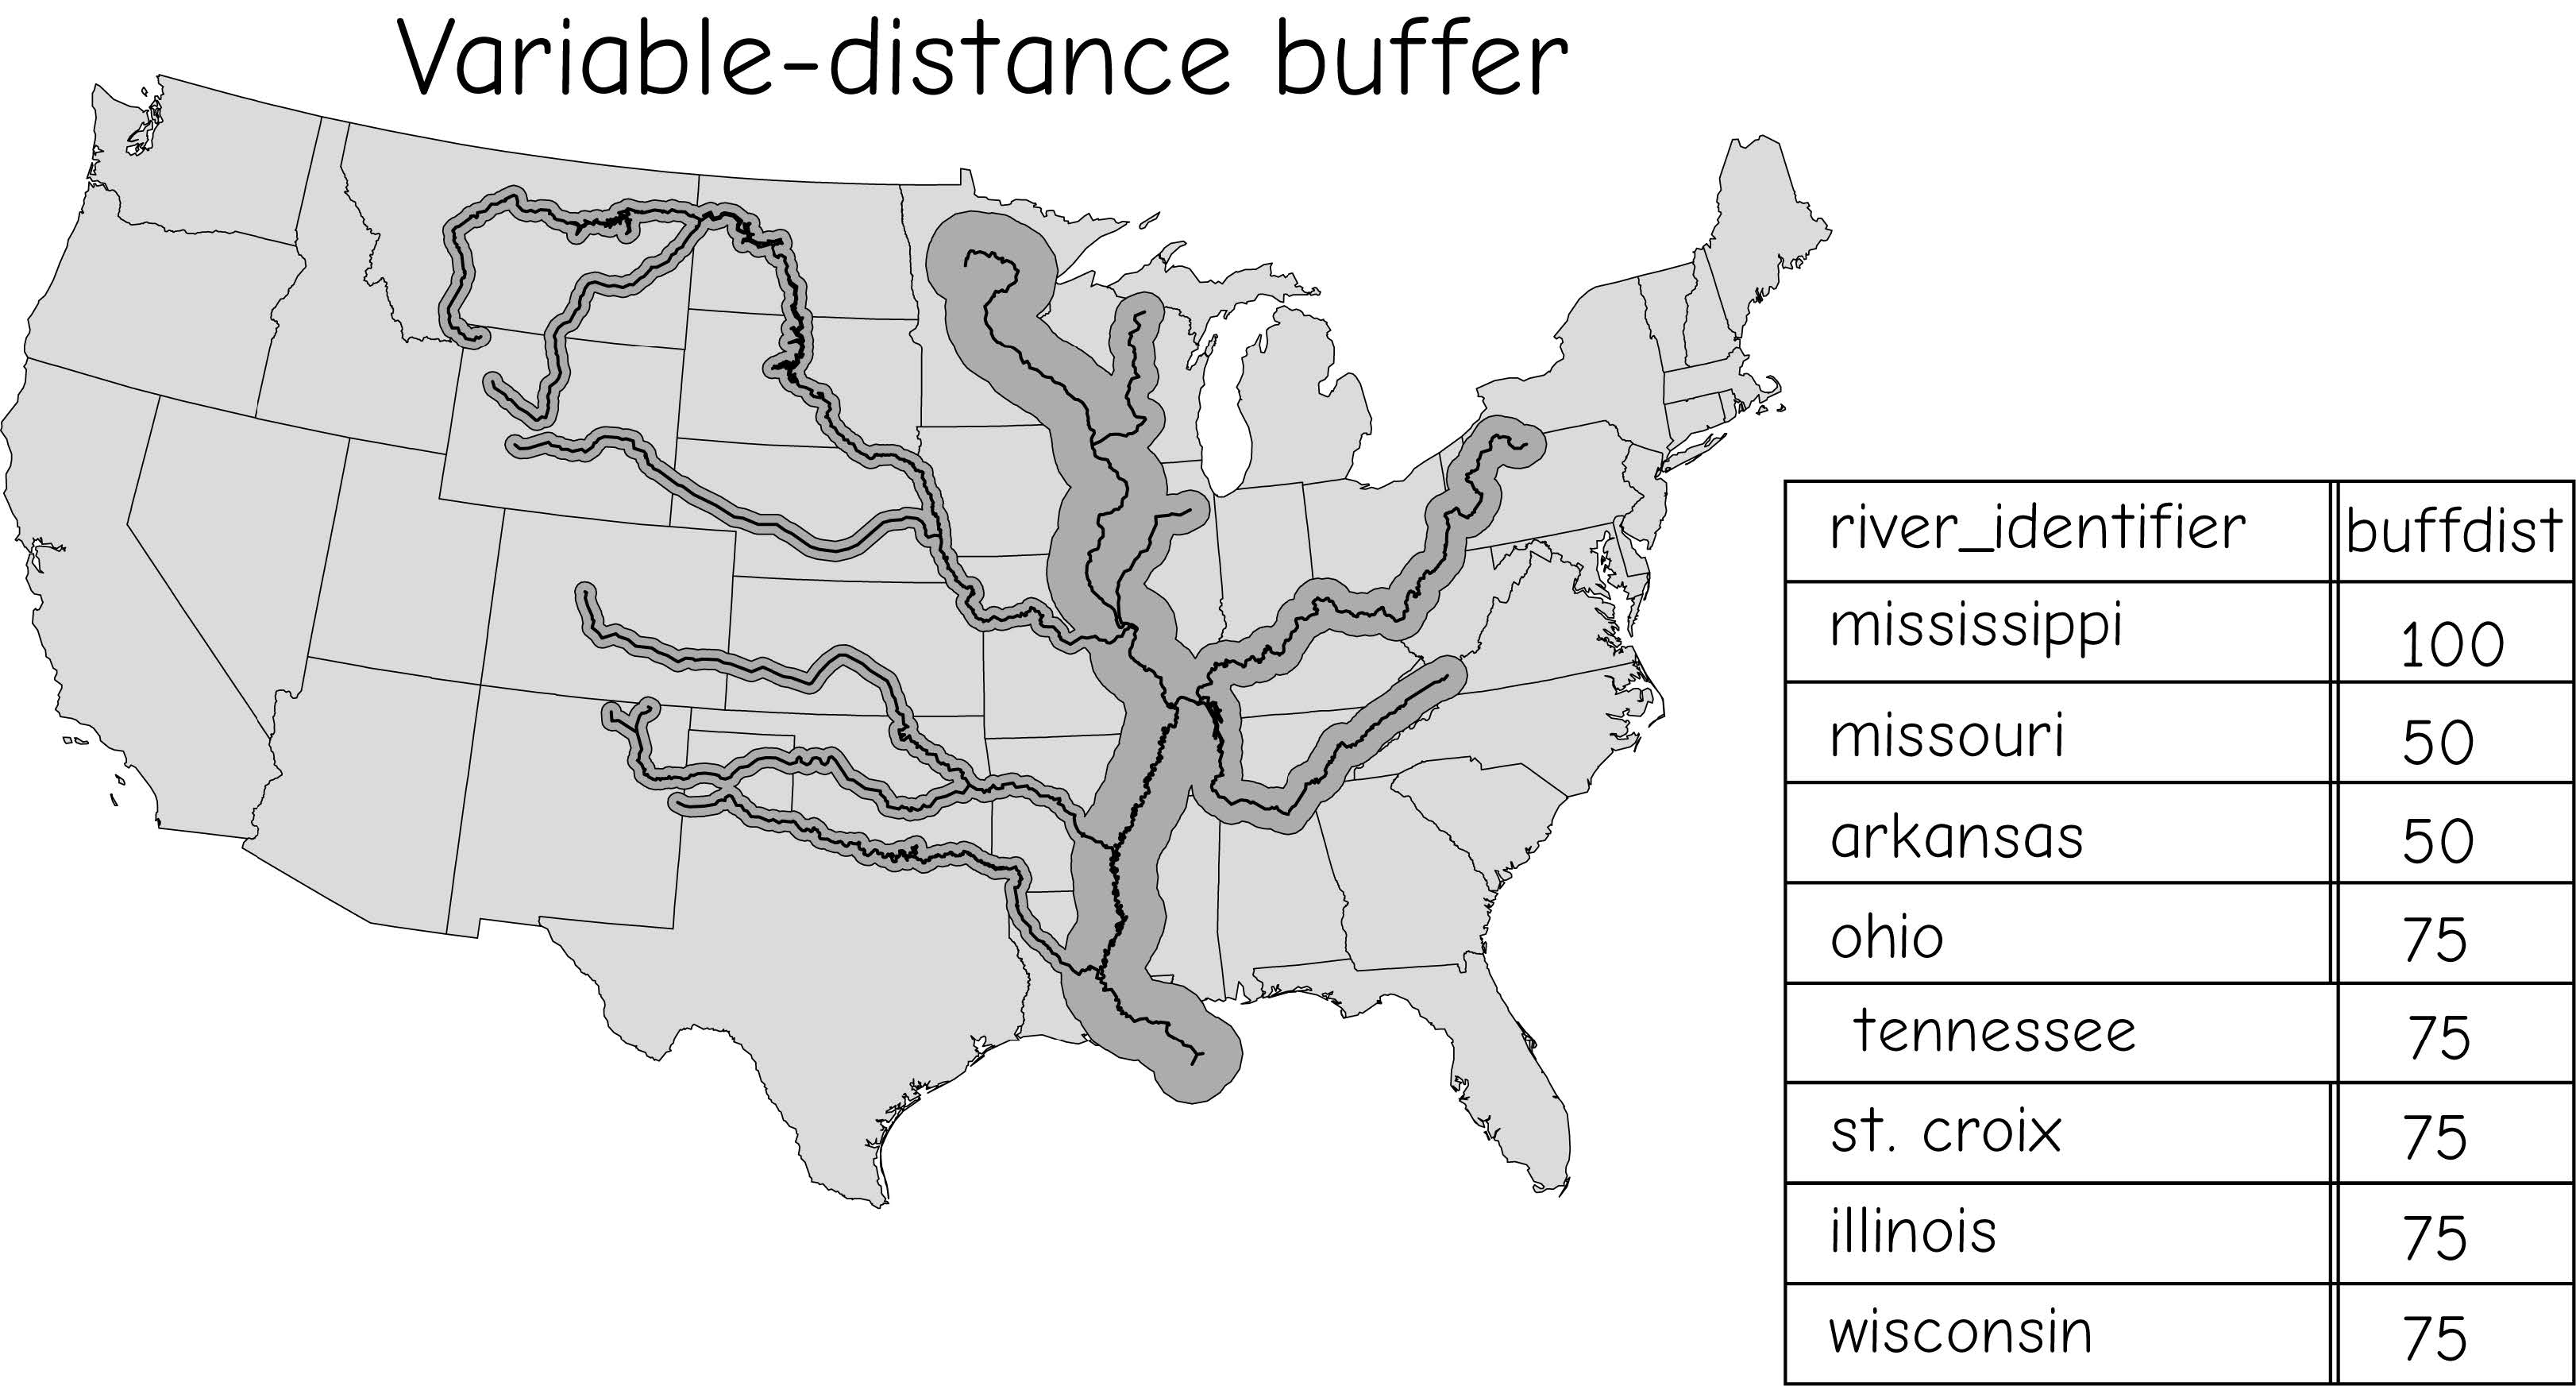 Variable-distance buffer
river_identifier buffdist
mississippi 100
missouri 50
arkansas 50
ohio 75
tennessee 75
st. croix 75
illinois 75
wisconsin 75